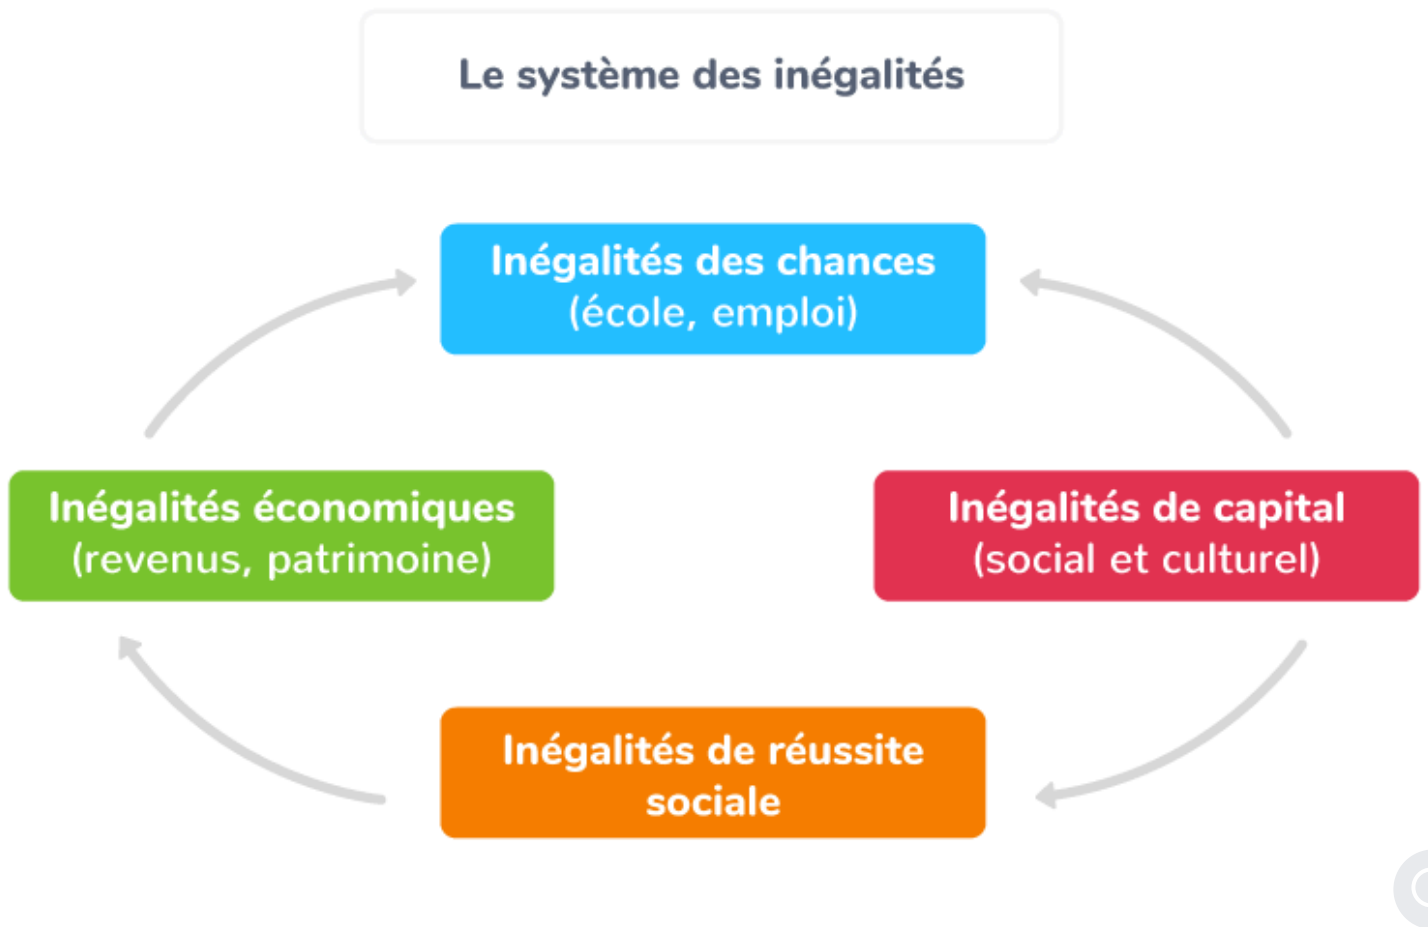 Le système des inégalités
Inégalités des chances
(école, emploi)
Inégalités économiques
(revenus, patrimoine)
Inégalités de capital
(social et culturel)
Inégalités de réussite
sociale